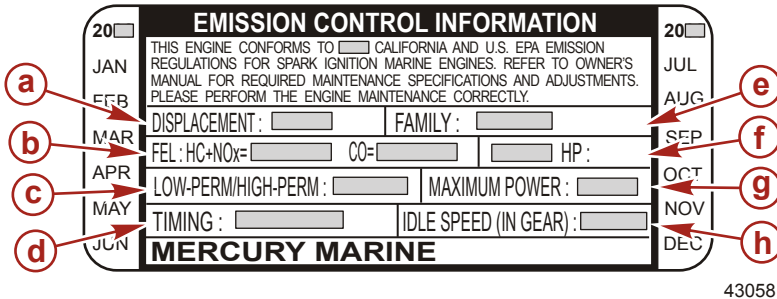 20
JAN
FEB
MAR
APR
MAY
JUN
EMISSION CONTROL INFORMATION
THIS ENGINE CONFORMS TO CALIFORNIA AND U.S. EPA EMISSION
REGULATIONS FOR SPARK IGNITION MARINE ENGINES. REFER TO OWNER'S
MANUAL FOR REQUIRED MAINTENANCE SPECIFICATIONS AND ADJUSTMENTS.
PLEASE PERFORM THE ENGINE MAINTENANCE CORRECTLY.
DISPLACEMENT : FAMILY :
FEL : HC+NOx= CO= HP :
LOW-PERM/HIGH-PERM : MAXIMUM POWER :
TIMING : IDLE SPEED (IN GEAR) :
MERCURY MARINE
20
JUL
AUG
SEP
OCT
NOV
DEC
a
b
c
d
e
f
g
h
43058